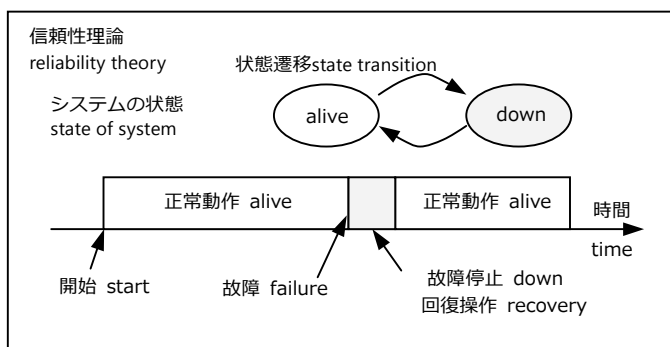 信頼性理論
reliability theory
状態遷移state transition
システムの状態
state of system
alive
down
正常動作 alive
正常動作 alive
時間
time
開始 start
故障 failure
故障停止 down
回復操作 recovery